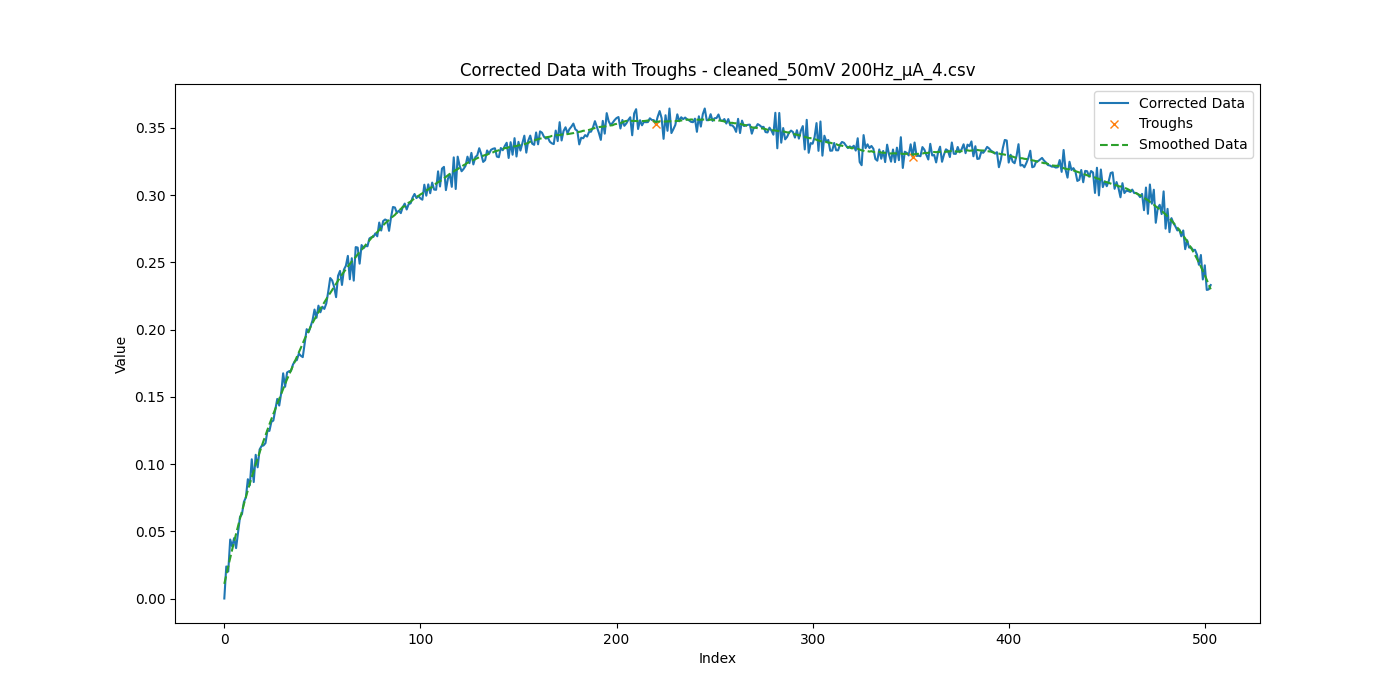 Corrected Data with Troughs - cleaned_50mV 200Hz_μA_4.csv
Corrected Data
Troughs
Smoothed Data
Value
0.35
0.30
0.25
0.20
0.15
0.10
0.05
0.00
0
100
200
300
400
500
Index